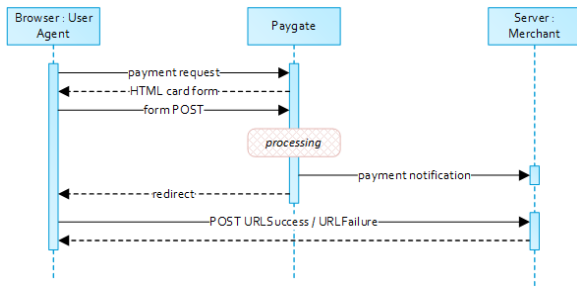 Browser : User
Agent
Paygate
Server :
Merchant
payment request
HTML card form
form POST
processing
payment notification
redirect
POST URLSuccess / URLFailure